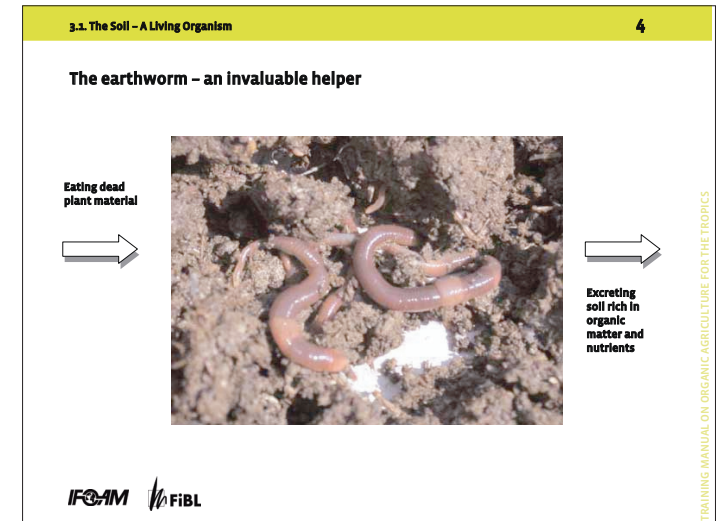 3.1. The Soil – A Living Organism
4
The earthworm – an invaluable helper
Eating dead
plant material
Excreting
soil rich in
organic
matter and
nutrients
TRAINING MANUAL ON ORGANIC AGRICULTURE FOR THE TROPICS
IFOAM
FiBL